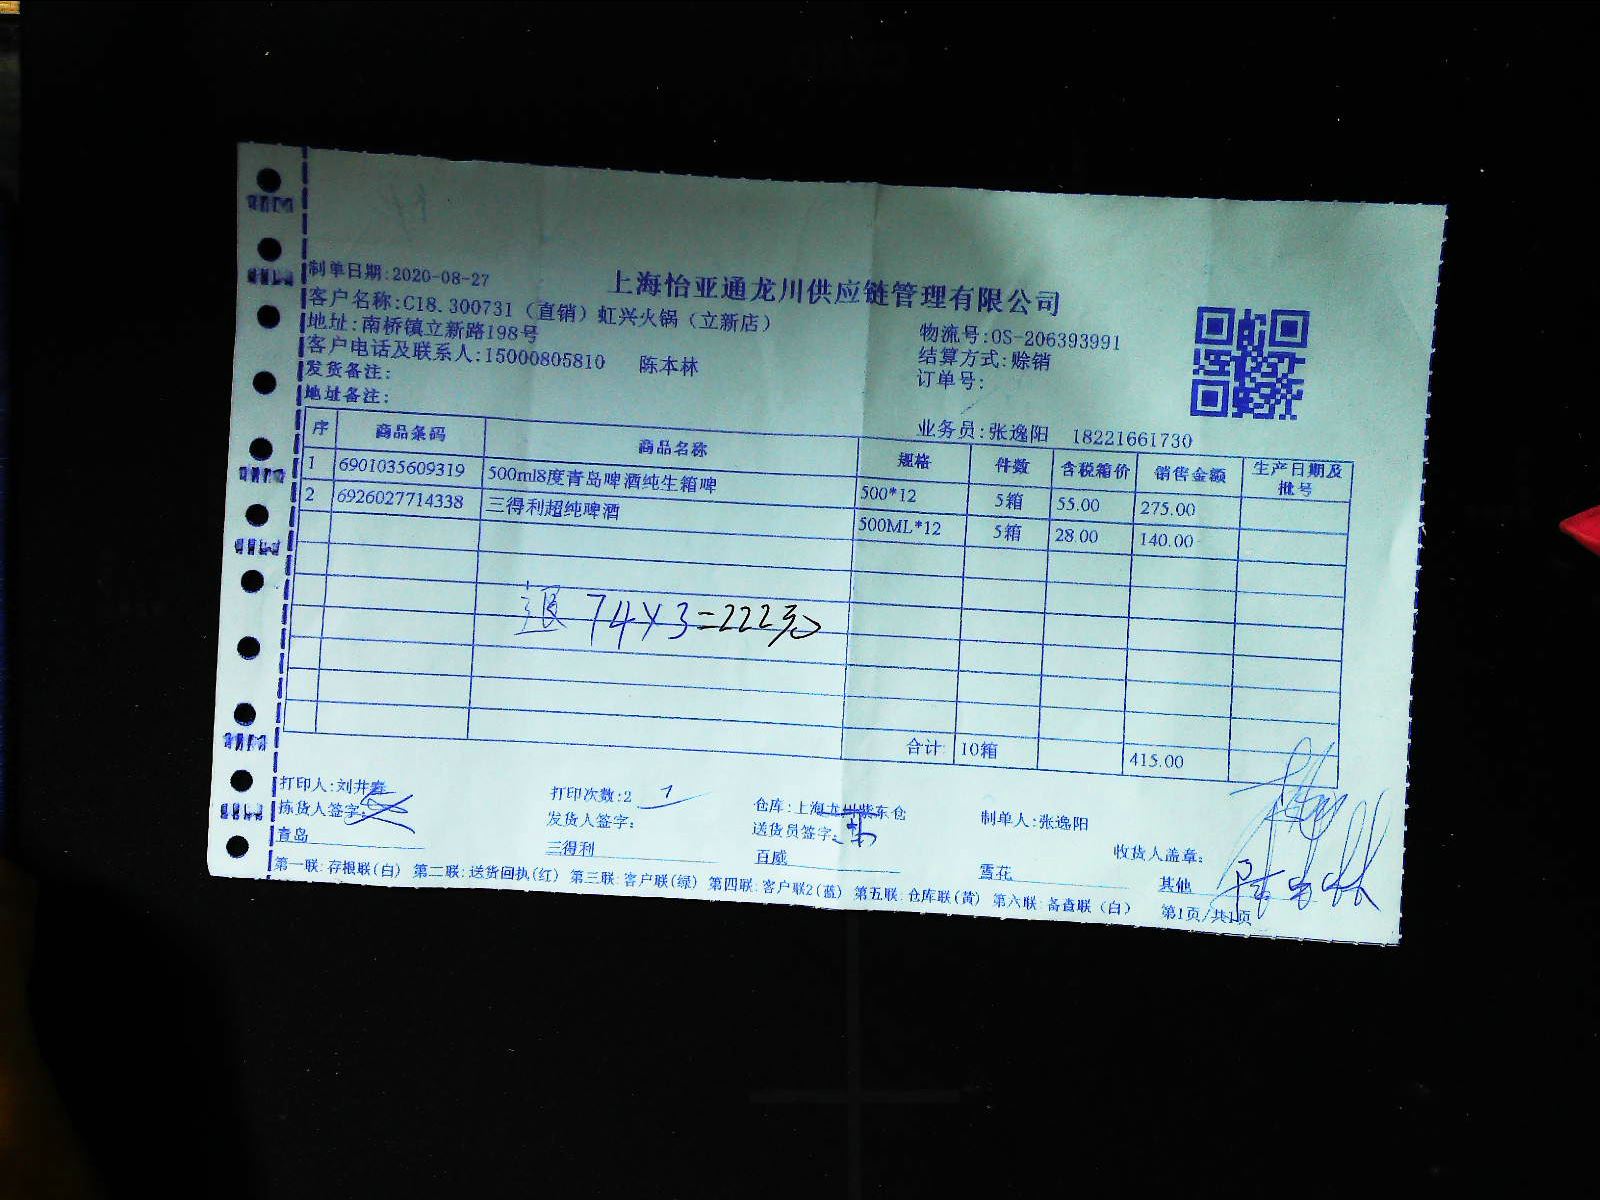 制单日期:2020-08-27
上海怡亚通龙川供应链管理有限公司
客户名称:C18.300731（直销）虹兴火锅（立新店）
地址:南桥镇立新路198号
物流号:OS-206393991
客户电话及联系人:15000805810 陈本林
结算方式:赊销
发货备注:
订单号:
地址备注:
业务员:张逸阳 18221661730
序 商品条码 商品名称 规格 件数 含税箱价 销售金额 生产日期及批号
1 6901035609319 500ml8度青岛啤酒纯生箱啤 500*12 5箱 55.00 275.00
2 6926027714338 三得利超纯啤酒 500ML*12 5箱 28.00 140.00
退 74×3=222元
合计 10箱 415.00
打印人:刘井春 打印次数:2 仓库:上海龙川紫东仓 制单人:张逸阳
拣货人签字: 发货人签字: 送货员签字: 收货人盖章:
青岛 三得利 百威 雪花 其他
第一联:存根联(白) 第二联:送货回执(红) 第三联:客户联(绿) 第四联:客户联2(蓝) 第五联:仓库联(黄) 第六联:备查联（白） 第1页/共1页